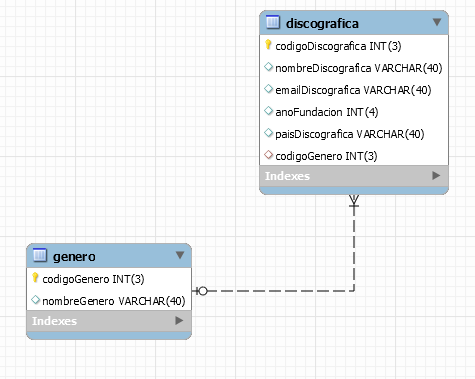 discografica
codigoDiscografica INT(3)
nombreDiscografica VARCHAR(40)
emailDiscografica VARCHAR(40)
anoFundacion INT(4)
paisDiscografica VARCHAR(40)
codigoGenero INT(3)
Indexes
genero
codigoGenero INT(3)
nombreGenero VARCHAR(40)
Indexes